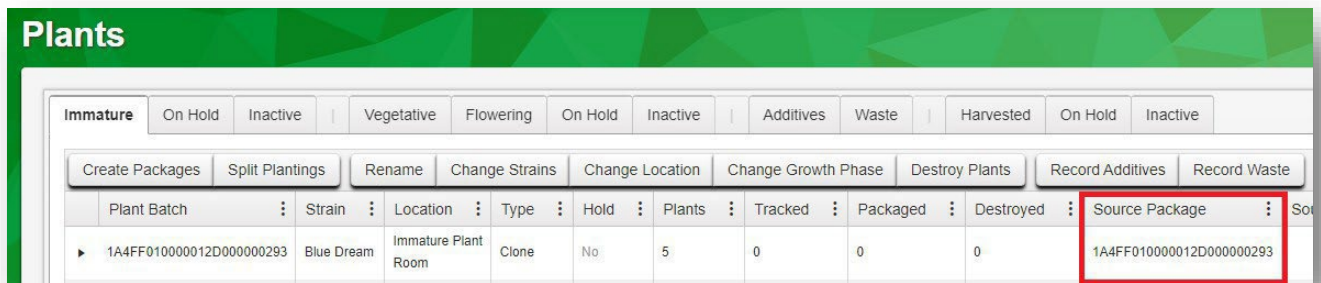 Plants
Immature On Hold Inactive Vegetative Flowering On Hold Inactive Additives Waste Harvested On Hold Inactive
Create Packages Split Plantings Rename Change Strains Change Location Change Growth Phase Destroy Plants Record Additives Record Waste
Plant Batch Strain Location Type Hold Plants Tracked Packaged Destroyed Source Package Sou
1A4FF010000012D000000293 Blue Dream Immature Plant Room Clone No 5 0 0 0 1A4FF010000012D000000293